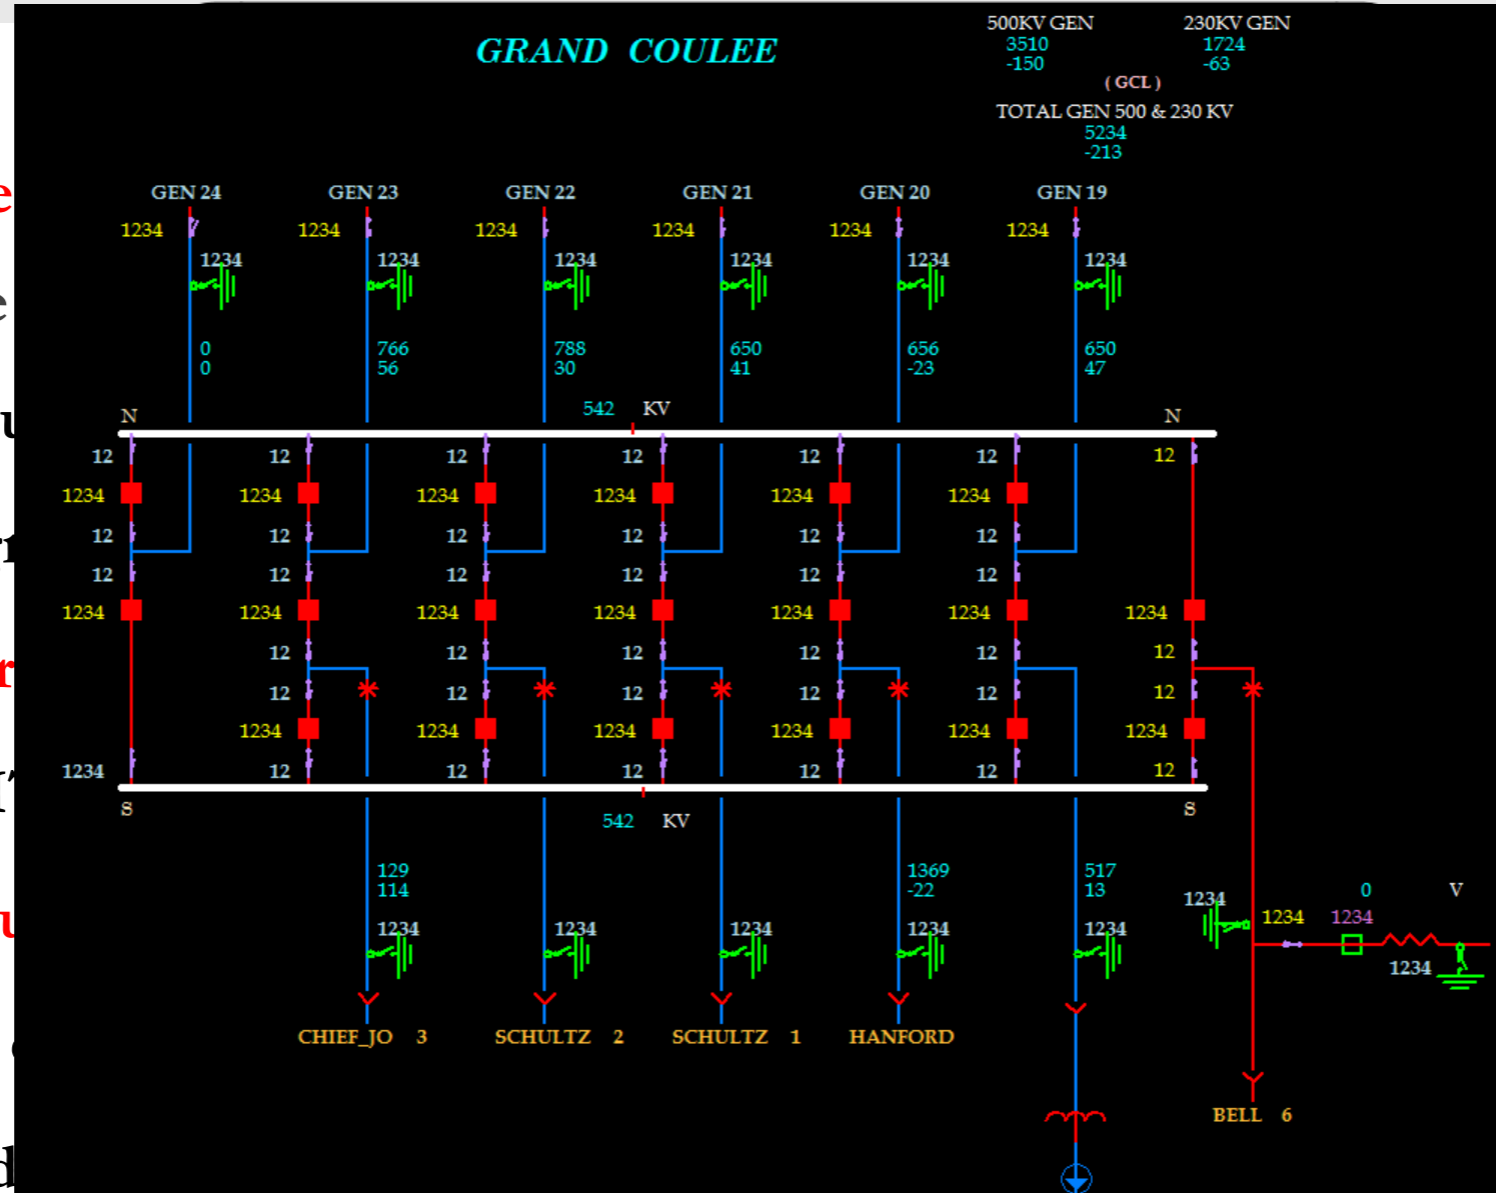 GRAND COULEE
500KV GEN 230KV GEN
3510 1724
-150 -63
( GCL )
TOTAL GEN 500 & 230 KV
5234
-213
GEN 24 GEN 23 GEN 22 GEN 21 GEN 20 GEN 19
1234 1234 1234 1234 1234 1234
1234 1234 1234 1234 1234 1234
0 766 788 650 656 650
0 56 30 41 -23 47
N 542 KV N
12 12 12 12 12 12 12
1234 1234 1234 1234 1234 1234
12 12 12 12 12 12
12 12 12 12 12 12
1234 1234 1234 1234 1234 1234 1234
12 12 12 12 12 12
12 12 12 12 12 12
1234 1234 1234 1234 1234 1234
1234 12 12 12 12 12 12
S 542 KV S
129 1369 517
114 -22 13
0 V
1234
1234 1234
1234 1234 1234 1234 1234
1234
CHIEF_JO 3 SCHULTZ 2 SCHULTZ 1 HANFORD
BELL 6